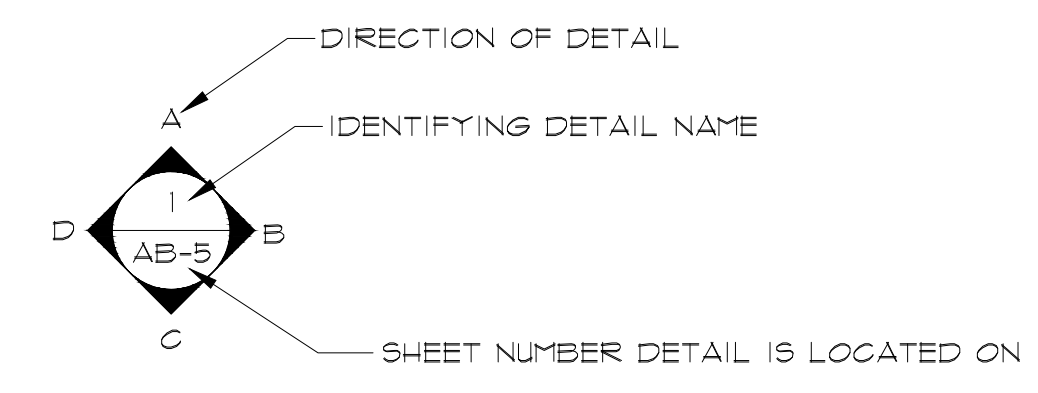 DIRECTION OF DETAIL
A
IDENTIFYING DETAIL NAME
1
D
B
AB-5
C
SHEET NUMBER DETAIL IS LOCATED ON